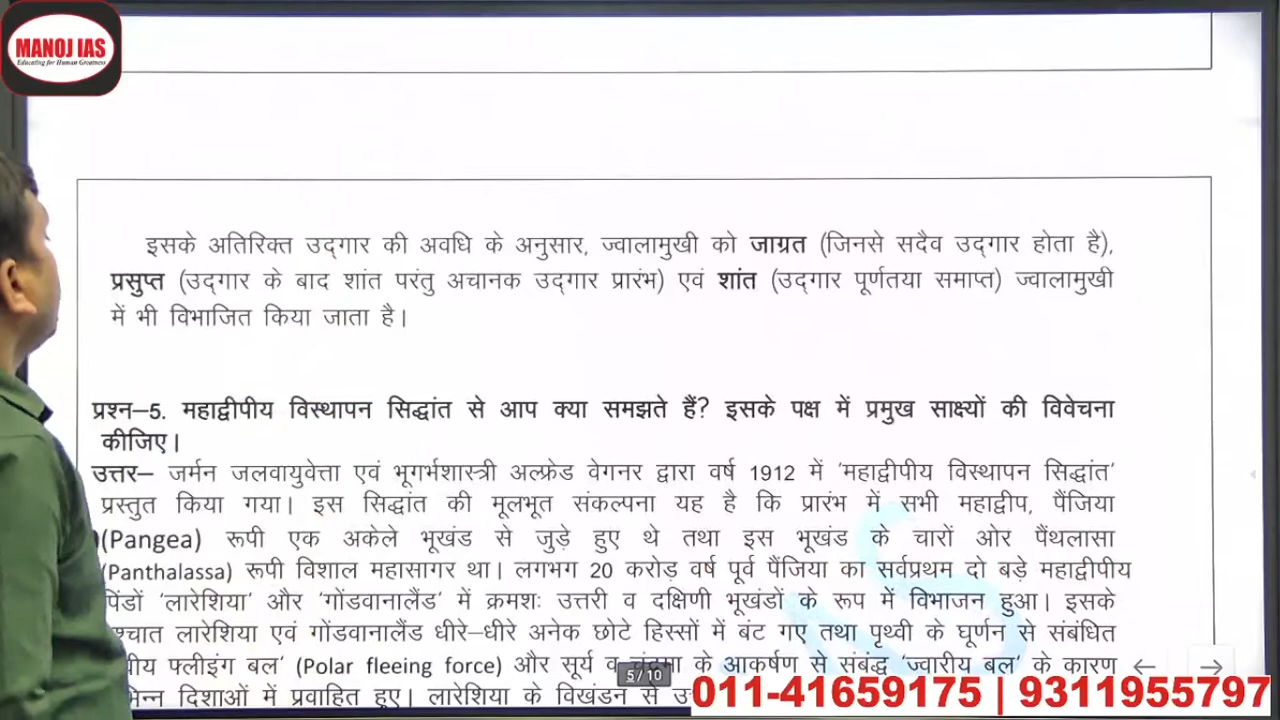 MANOJ IAS
Educating for Human Greatness
इसके अतिरिक्त उद्‌गार की अवधि के अनुसार, ज्वालामुखी को जाग्रत (जिनसे सदैव उद्‌गार होता है),
प्रसुप्त (उद्‌गार के बाद शांत परंतु अचानक उद्‌गार प्रारंभ) एवं शांत (उद्‌गार पूर्णतया समाप्त) ज्वालामुखी
में भी विभाजित किया जाता है।
प्रश्न–5. महाद्वीपीय विस्थापन सिद्धांत से आप क्या समझते हैं? इसके पक्ष में प्रमुख साक्ष्यों की विवेचना
कीजिए।
उत्तर– जर्मन जलवायुवेत्ता एवं भूगर्भशास्त्री अल्फ्रेड वेगनर द्वारा वर्ष 1912 में 'महाद्वीपीय विस्थापन सिद्धांत'
प्रस्तुत किया गया। इस सिद्धांत की मूलभूत संकल्पना यह है कि प्रारंभ में सभी महाद्वीप, पैंजिया
(Pangea) रूपी एक अकेले भूखंड से जुड़े हुए थे तथा इस भूखंड के चारों ओर पैंथलासा
(Panthalassa) रूपी विशाल महासागर था। लगभग 20 करोड़ वर्ष पूर्व पैंजिया का सर्वप्रथम दो बड़े महाद्वीपीय
पिंडों 'लारेशिया' और 'गोंडवानालैंड' में क्रमशः उत्तरी व दक्षिणी भूखंडों के रूप में विभाजन हुआ। इसके
श्चात लारेशिया एवं गोंडवानालैंड धीरे–धीरे अनेक छोटे हिस्सों में बंट गए तथा पृथ्वी के घूर्णन से संबंधित
वीय फ्लीइंग बल' (Polar fleeing force) और सूर्य व चंद्रमा के आकर्षण से संबंद्ध 'ज्वारीय बल' के कारण
भिन्न दिशाओं में प्रवाहित हुए। लारेशिया के विखंडन से
5/10
011-41659175 | 9311955797